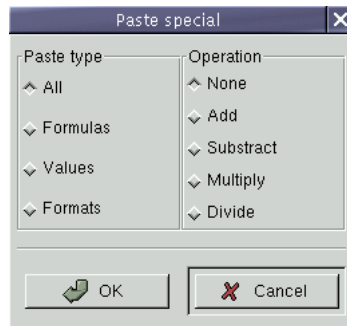 Paste special
Paste type
All
Formulas
Values
Formats
Operation
None
Add
Substract
Multiply
Divide
OK
Cancel